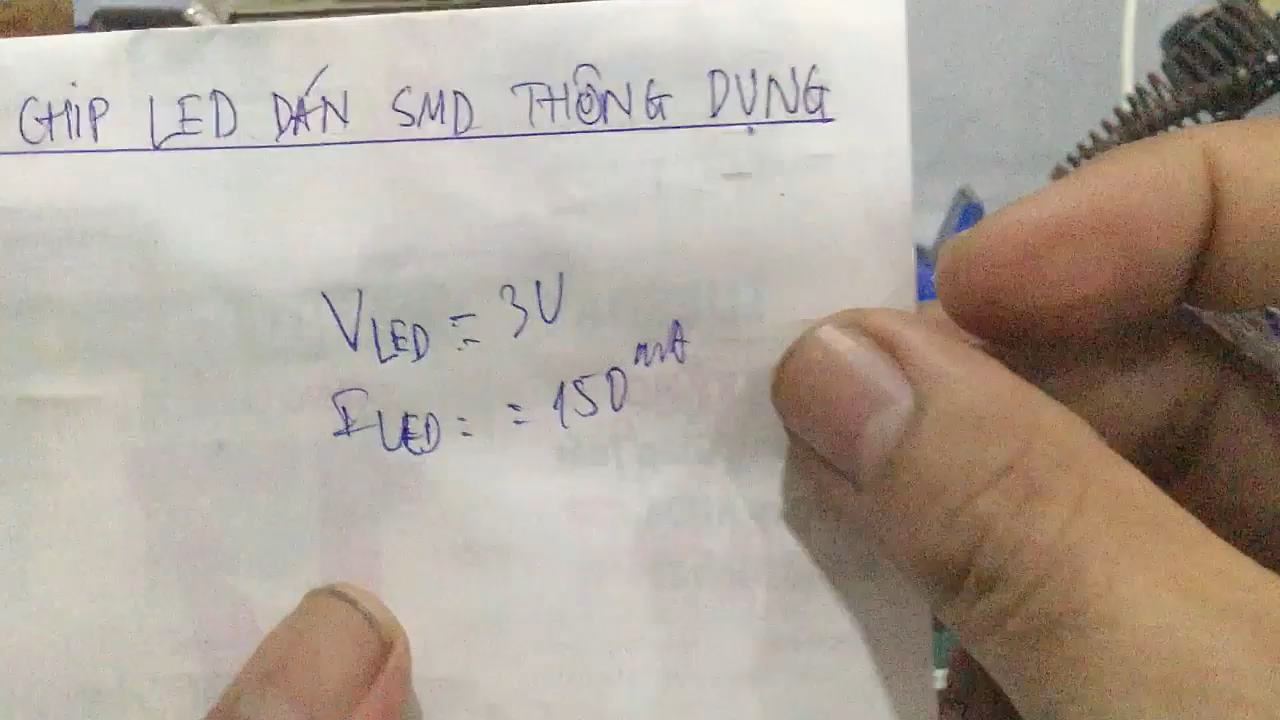 CHIP LED DÁN SMD THÔNG DỤNG
VLED = 3V
ILED = = 150mA